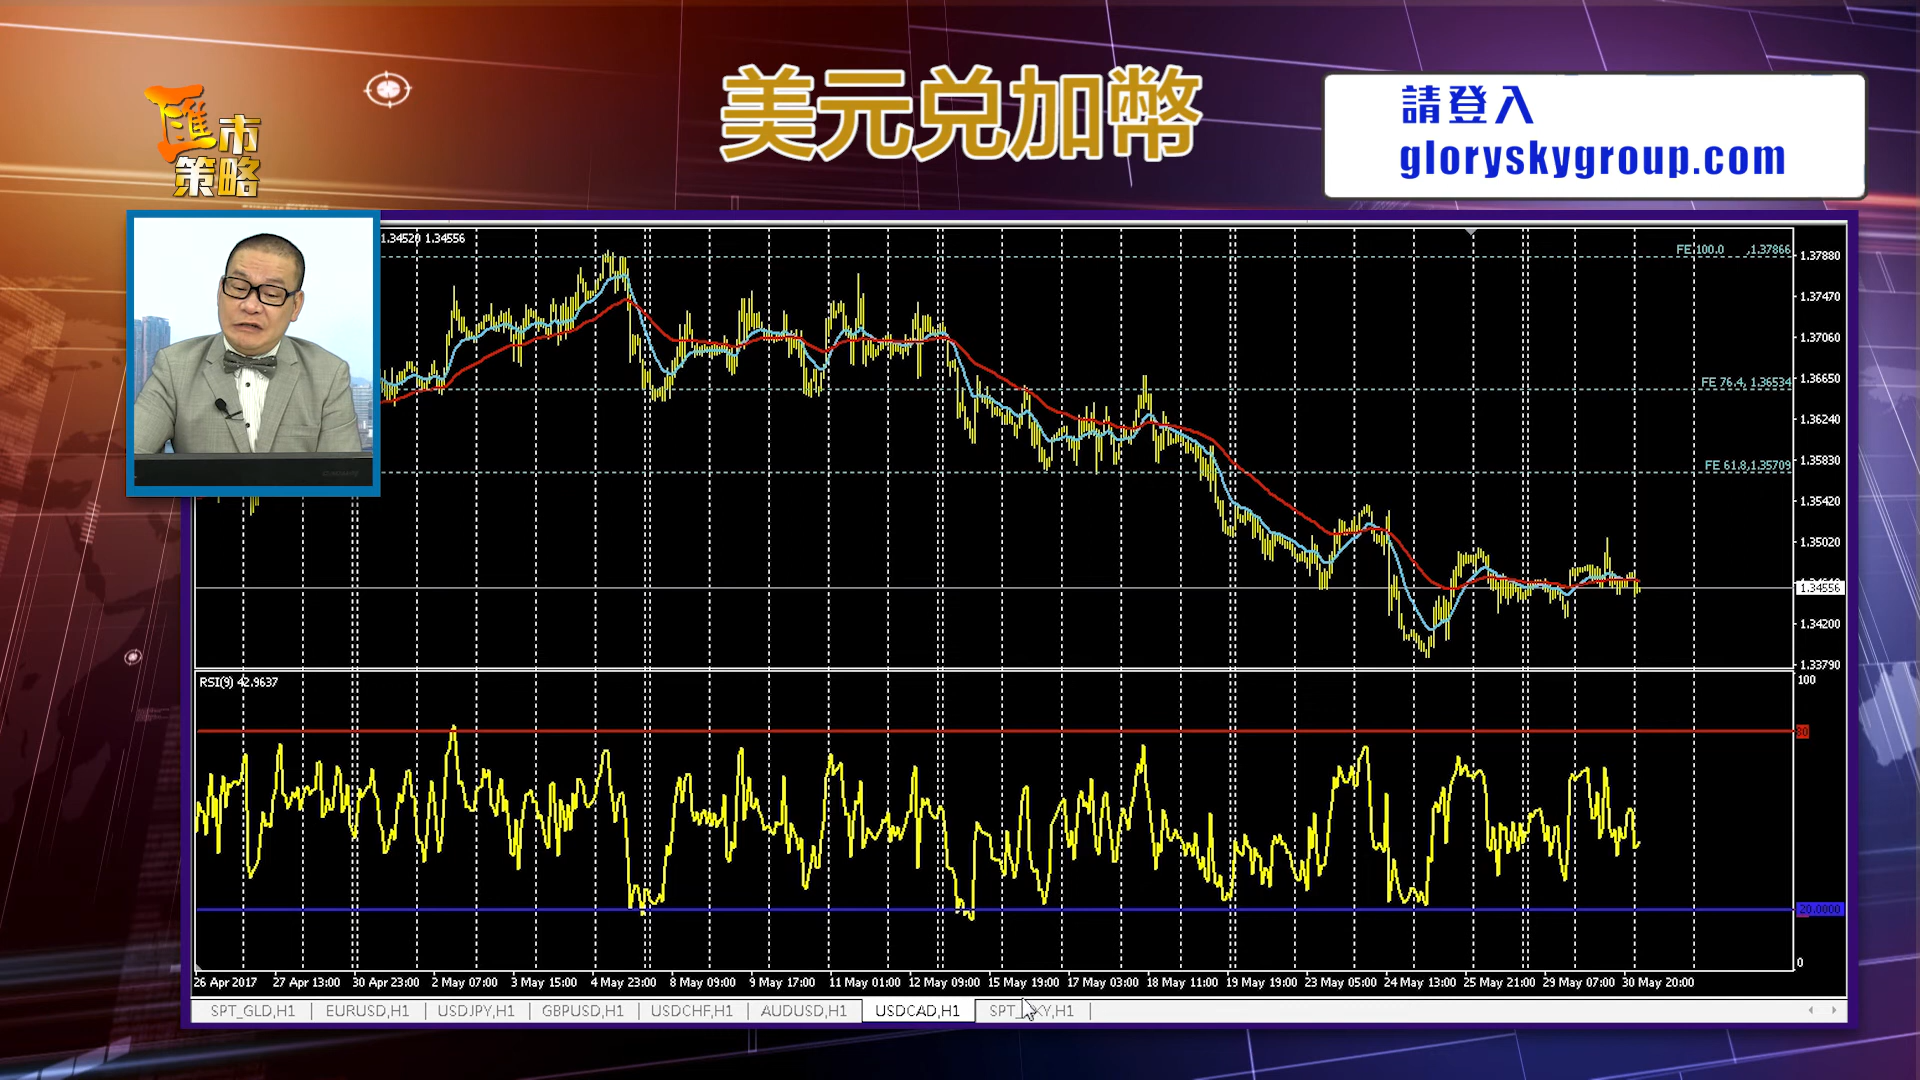 匯市
策略
美元兑加幣
請登入
gloryskygroup.com
1.34520 1.34556
FE 100.0 1.37866
FE 76.4, 1.36534
FE 61.8, 1.35709
1.37880
1.37470
1.37060
1.36650
1.36240
1.35830
1.35420
1.35020
1.34556
1.34200
1.33790
RSI(9) 42.9637
100
80
20.0000
0
26 Apr 2017 27 Apr 13:00 30 Apr 23:00 2 May 07:00 3 May 15:00 4 May 23:00 8 May 09:00 9 May 17:00 11 May 01:00 12 May 09:00 15 May 19:00 17 May 03:00 18 May 11:00 19 May 19:00 23 May 05:00 24 May 13:00 25 May 21:00 29 May 07:00 30 May 20:00
SPT_GLD,H1 EURUSD,H1 USDJPY,H1 GBPUSD,H1 USDCHF,H1 AUDUSD,H1 USDCAD,H1